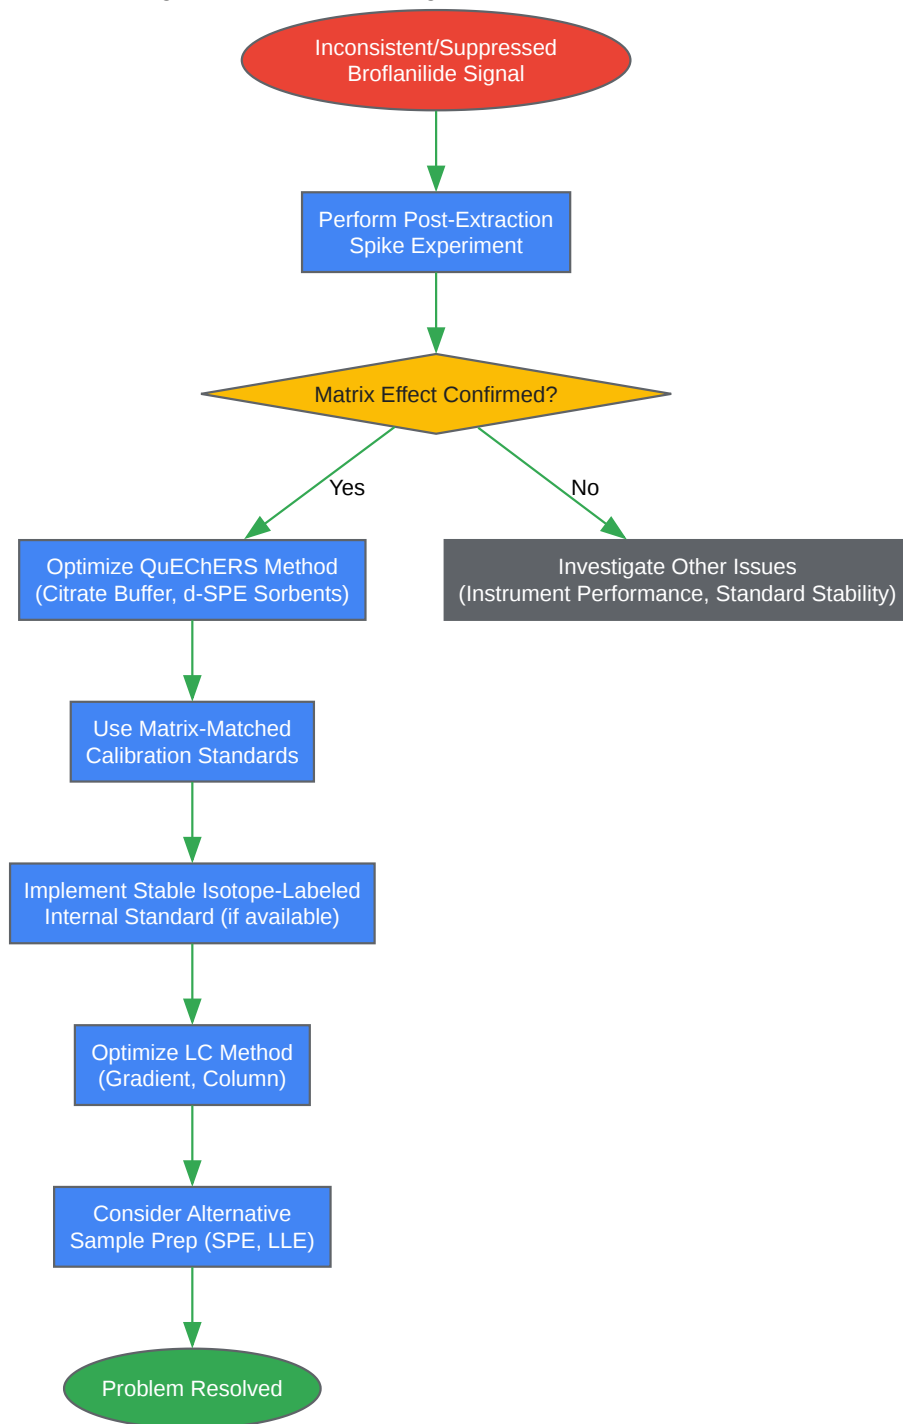 Inconsistent/Suppressed
Broflanilide Signal
Perform Post-Extraction
Spike Experiment
Matrix Effect Confirmed?
Yes
No
Optimize QuEChERS Method
(Citrate Buffer, d-SPE Sorbents)
Investigate Other Issues
(Instrument Performance, Standard Stability)
Use Matrix-Matched
Calibration Standards
Implement Stable Isotope-Labeled
Internal Standard (if available)
Optimize LC Method
(Gradient, Column)
Consider Alternative
Sample Prep (SPE, LLE)
Problem Resolved